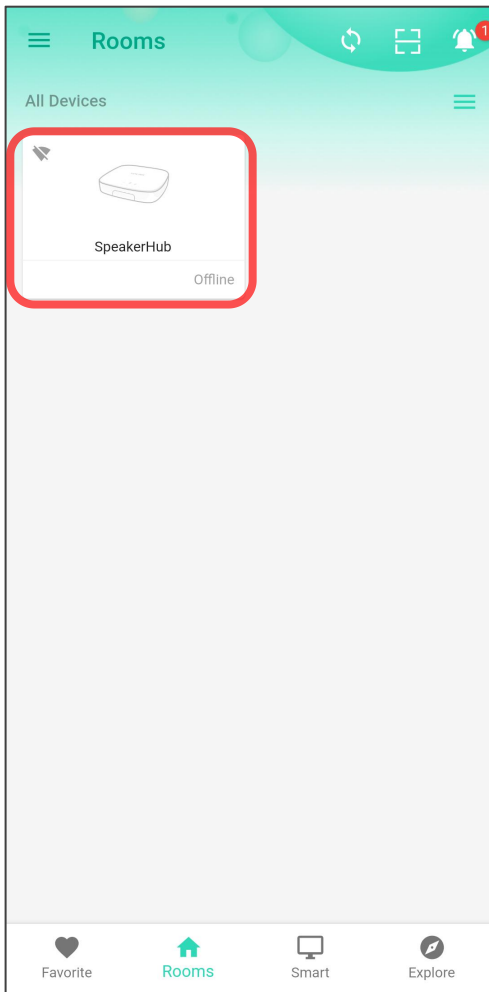 Rooms
1
All Devices
SpeakerHub
Offline
Favorite Rooms Smart Explore